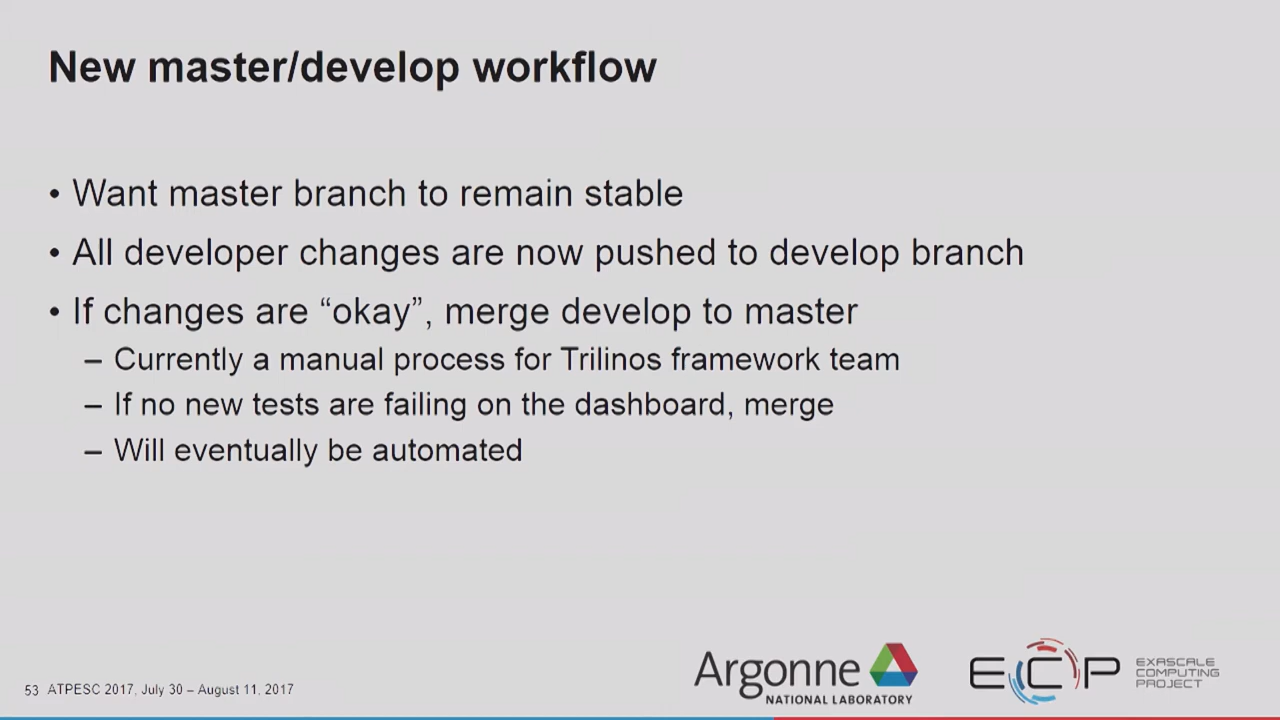 New master/develop workflow
• Want master branch to remain stable
• All developer changes are now pushed to develop branch
• If changes are “okay”, merge develop to master
– Currently a manual process for Trilinos framework team
– If no new tests are failing on the dashboard, merge
– Will eventually be automated
53 ATPESC 2017, July 30 – August 11, 2017
Argonne
NATIONAL LABORATORY
ECP
EXASCALE
COMPUTING
PROJECT